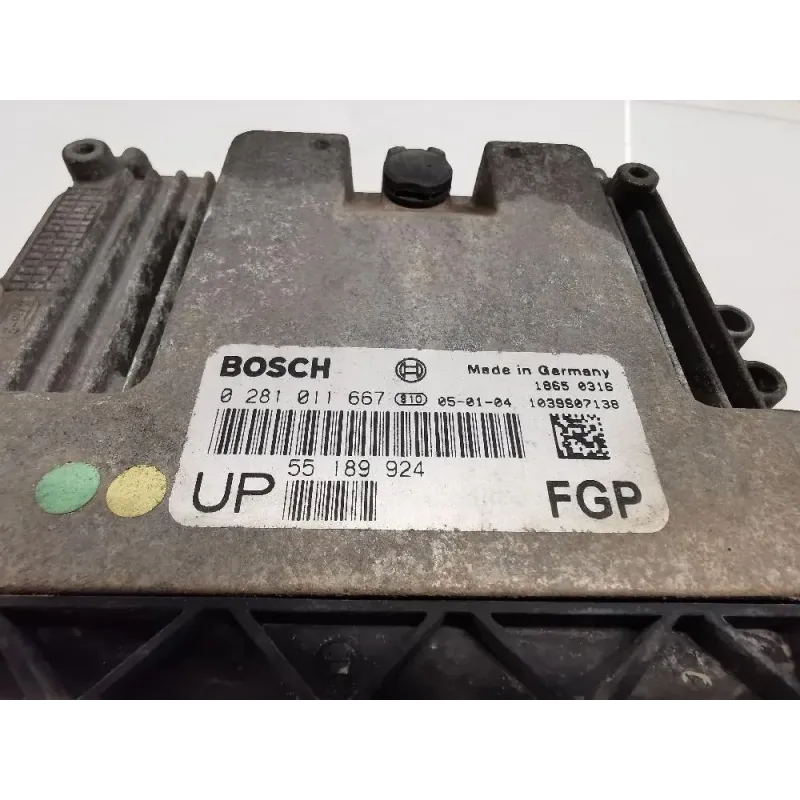 BOSCH
Made in Germany
1865 0316
0 281 011 667 810 05-01-04 1039S07138
55 189 924
UP
FGP